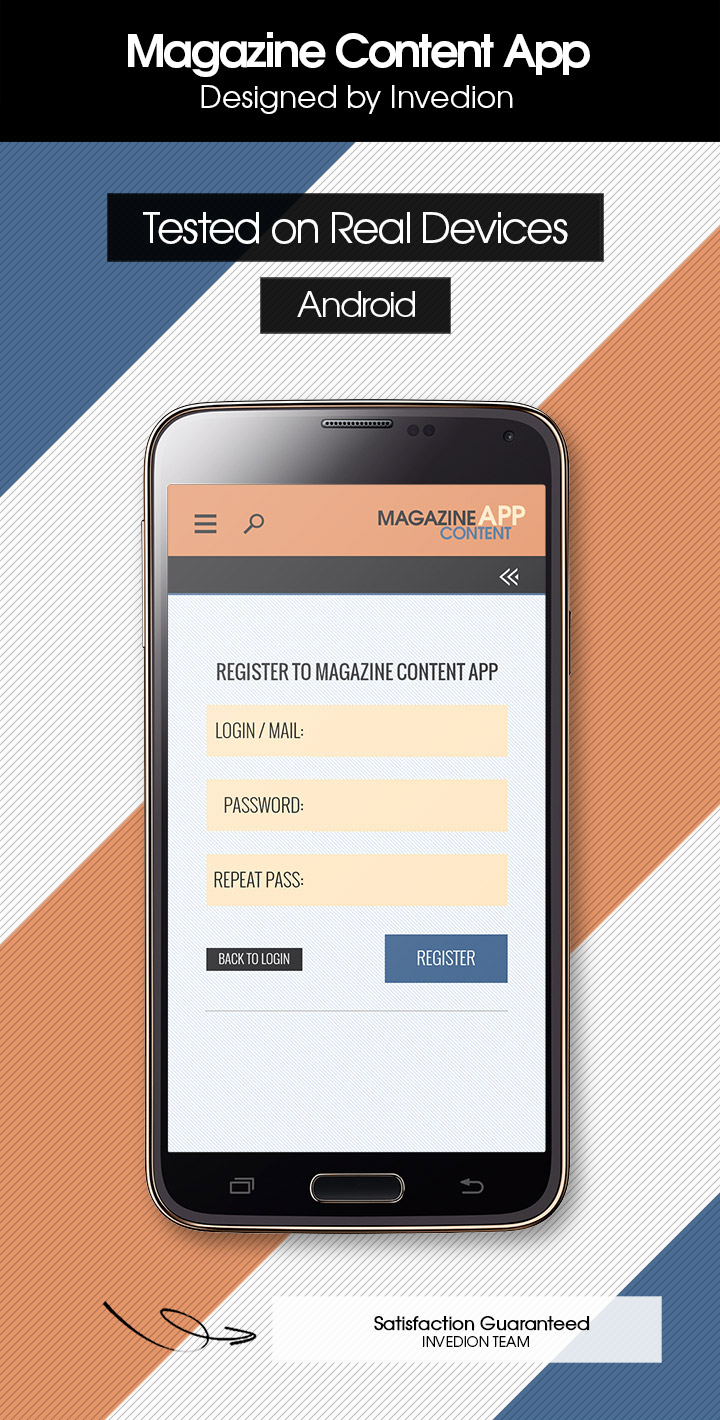 Magazine Content App
Designed by Invedion
Tested on Real Devices
Android
MAGAZINE APP
CONTENT
REGISTER TO MAGAZINE CONTENT APP
LOGIN / MAIL:
PASSWORD:
REPEAT PASS:
BACK TO LOGIN
REGISTER
Satisfaction Guaranteed
INVEDION TEAM